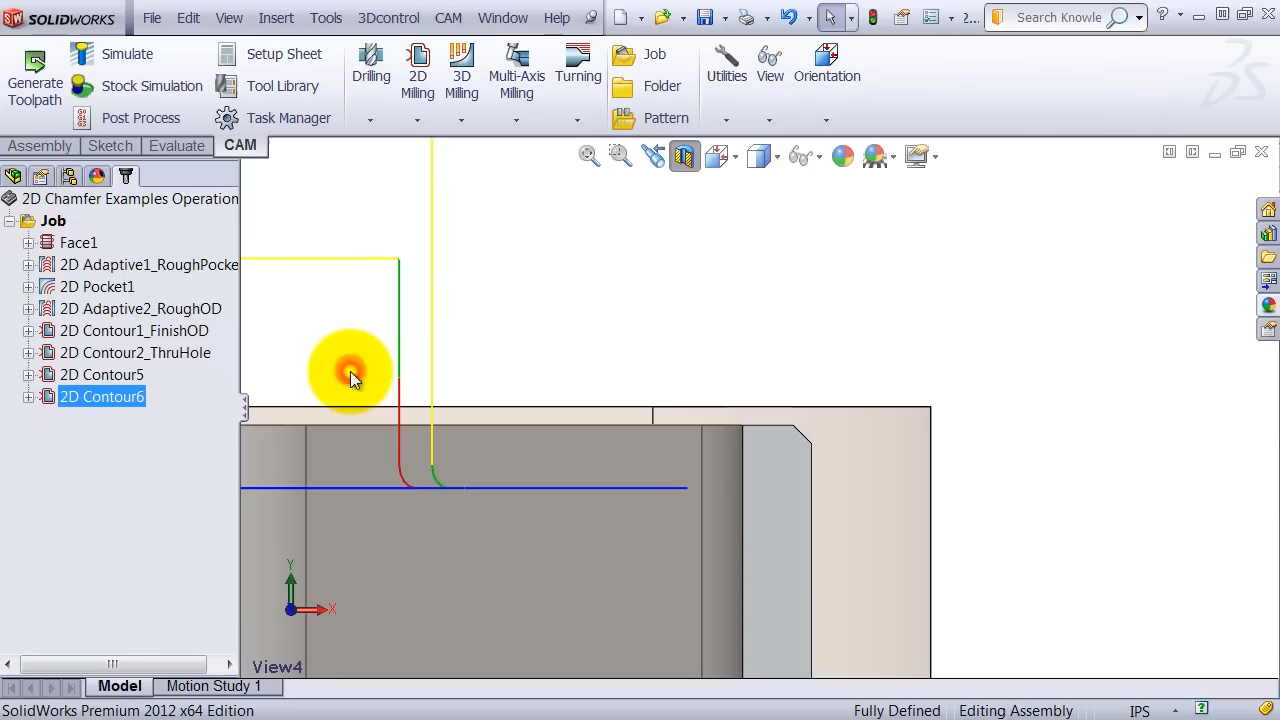 SOLIDWORKS File Edit View Insert Tools 3Dcontrol CAM Window Help 2... Search Knowle
Generate Toolpath
Simulate
Stock Simulation
Post Process
Setup Sheet
Tool Library
Task Manager
Drilling
2D Milling
3D Milling
Multi-Axis Milling
Turning
Job
Folder
Pattern
Utilities
View
Orientation
Assembly Sketch Evaluate CAM
2D Chamfer Examples Operation
Job
Face1
2D Adaptive1_RoughPocke
2D Pocket1
2D Adaptive2_RoughOD
2D Contour1_FinishOD
2D Contour2_ThruHole
2D Contour5
2D Contour6
Y
X
View4
Model Motion Study 1
SolidWorks Premium 2012 x64 Edition Fully Defined Editing Assembly IPS